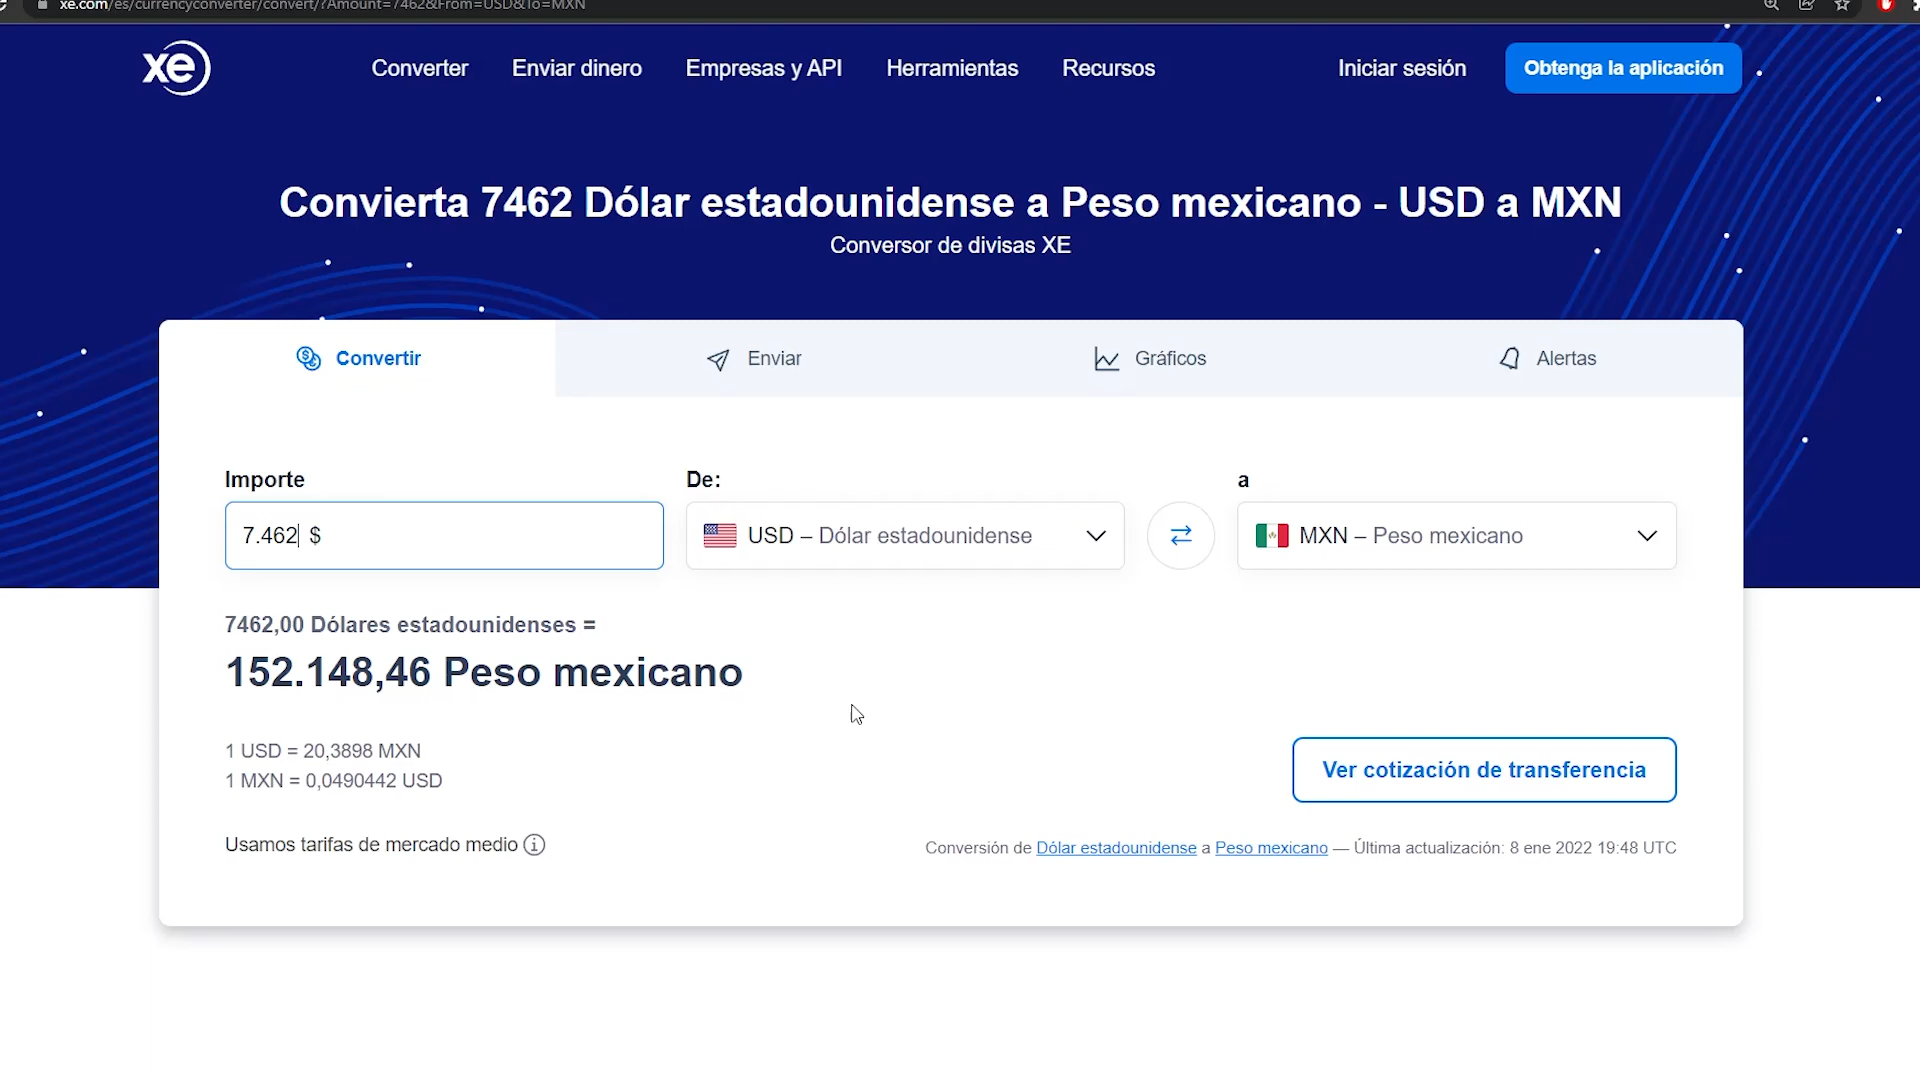 xe.com/es/currencyconverter/convert/?Amount=7462&From=USD&To=MXN
xe
Converter
Enviar dinero
Empresas y API
Herramientas
Recursos
Iniciar sesión
Obtenga la aplicación
Convierta 7462 Dólar estadounidense a Peso mexicano - USD a MXN
Conversor de divisas XE
Convertir
Enviar
Gráficos
Alertas
Importe
De:
a
7.462 $
USD – Dólar estadounidense
MXN – Peso mexicano
7462,00 Dólares estadounidenses =
152.148,46 Peso mexicano
1 USD = 20,3898 MXN
1 MXN = 0,0490442 USD
Ver cotización de transferencia
Usamos tarifas de mercado medio
Conversión de Dólar estadounidense a Peso mexicano — Última actualización: 8 ene 2022 19:48 UTC